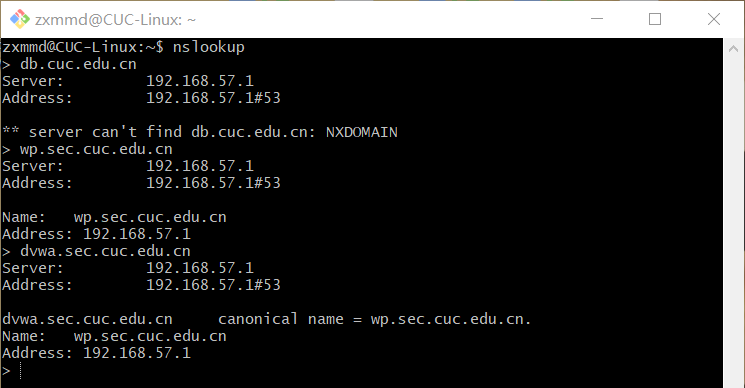 zxmmd@CUC-Linux: ~
zxmmd@CUC-Linux:~$ nslookup
> db.cuc.edu.cn
Server:         192.168.57.1
Address:        192.168.57.1#53

** server can't find db.cuc.edu.cn: NXDOMAIN
> wp.sec.cuc.edu.cn
Server:         192.168.57.1
Address:        192.168.57.1#53

Name:   wp.sec.cuc.edu.cn
Address: 192.168.57.1
> dvwa.sec.cuc.edu.cn
Server:         192.168.57.1
Address:        192.168.57.1#53

dvwa.sec.cuc.edu.cn     canonical name = wp.sec.cuc.edu.cn.
Name:   wp.sec.cuc.edu.cn
Address: 192.168.57.1
>